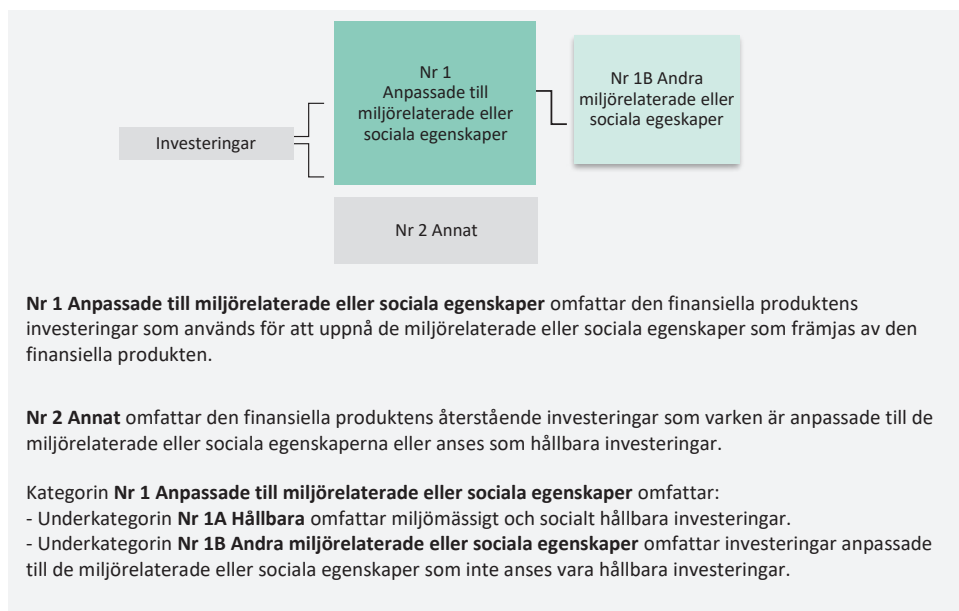 Nr 1
Anpassade till
miljörelaterade eller
sociala egenskaper
Nr 1B Andra
miljörelaterade eller
sociala egeskaper
Investeringar
Nr 2 Annat
Nr 1 Anpassade till miljörelaterade eller sociala egenskaper omfattar den finansiella produktens
investeringar som används för att uppnå de miljörelaterade eller sociala egenskaper som främjas av den
finansiella produkten.
Nr 2 Annat omfattar den finansiella produktens återstående investeringar som varken är anpassade till de
miljörelaterade eller sociala egenskaperna eller anses som hållbara investeringar.
Kategorin Nr 1 Anpassade till miljörelaterade eller sociala egenskaper omfattar:
- Underkategorin Nr 1A Hållbara omfattar miljömässigt och socialt hållbara investeringar.
- Underkategorin Nr 1B Andra miljörelaterade eller sociala egenskaper omfattar investeringar anpassade
till de miljörelaterade eller sociala egenskaper som inte anses vara hållbara investeringar.